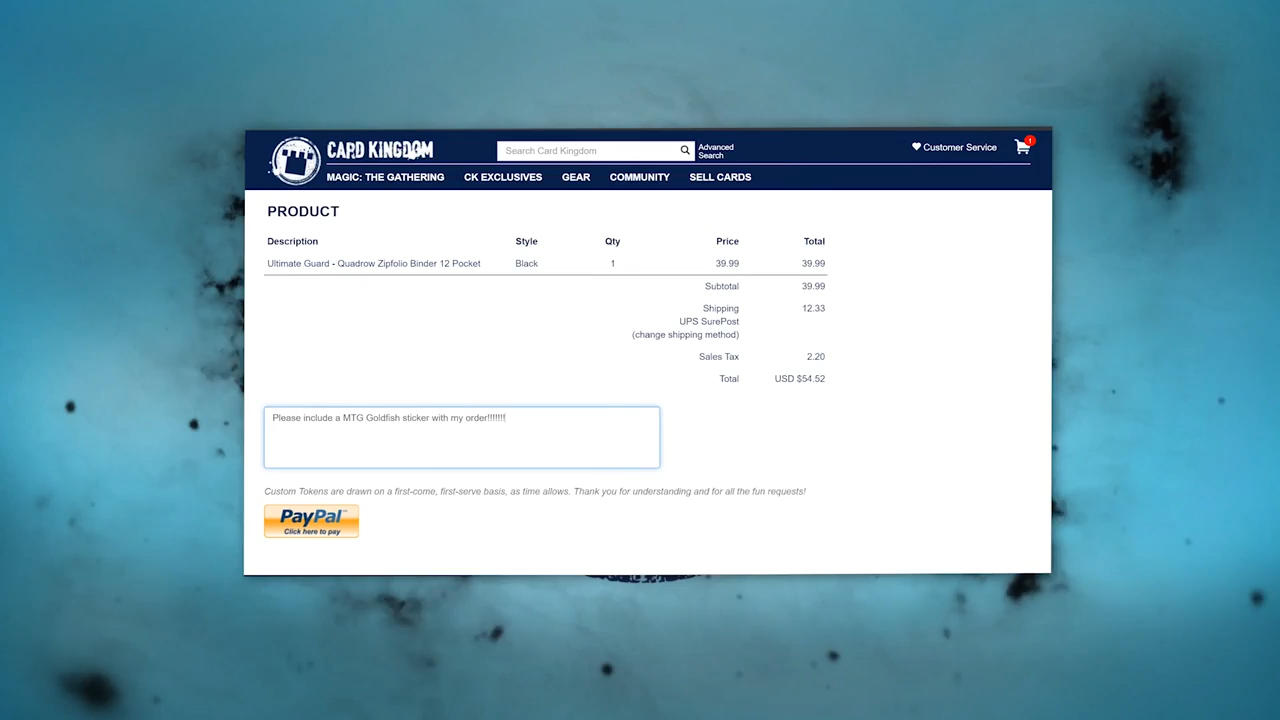 CARD KINGDOM
Search Card Kingdom
Advanced
Search
Customer Service
1
MAGIC: THE GATHERING CK EXCLUSIVES GEAR COMMUNITY SELL CARDS
PRODUCT
Description Style Qty Price Total
Ultimate Guard - Quadrow Zipfolio Binder 12 Pocket Black 1 39.99 39.99
Subtotal 39.99
Shipping 12.33
UPS SurePost
(change shipping method)
Sales Tax 2.20
Total USD $54.52
Please include a MTG Goldfish sticker with my order!!!!!!!
Custom Tokens are drawn on a first-come, first-serve basis, as time allows. Thank you for understanding and for all the fun requests!
PayPal™
Click here to pay